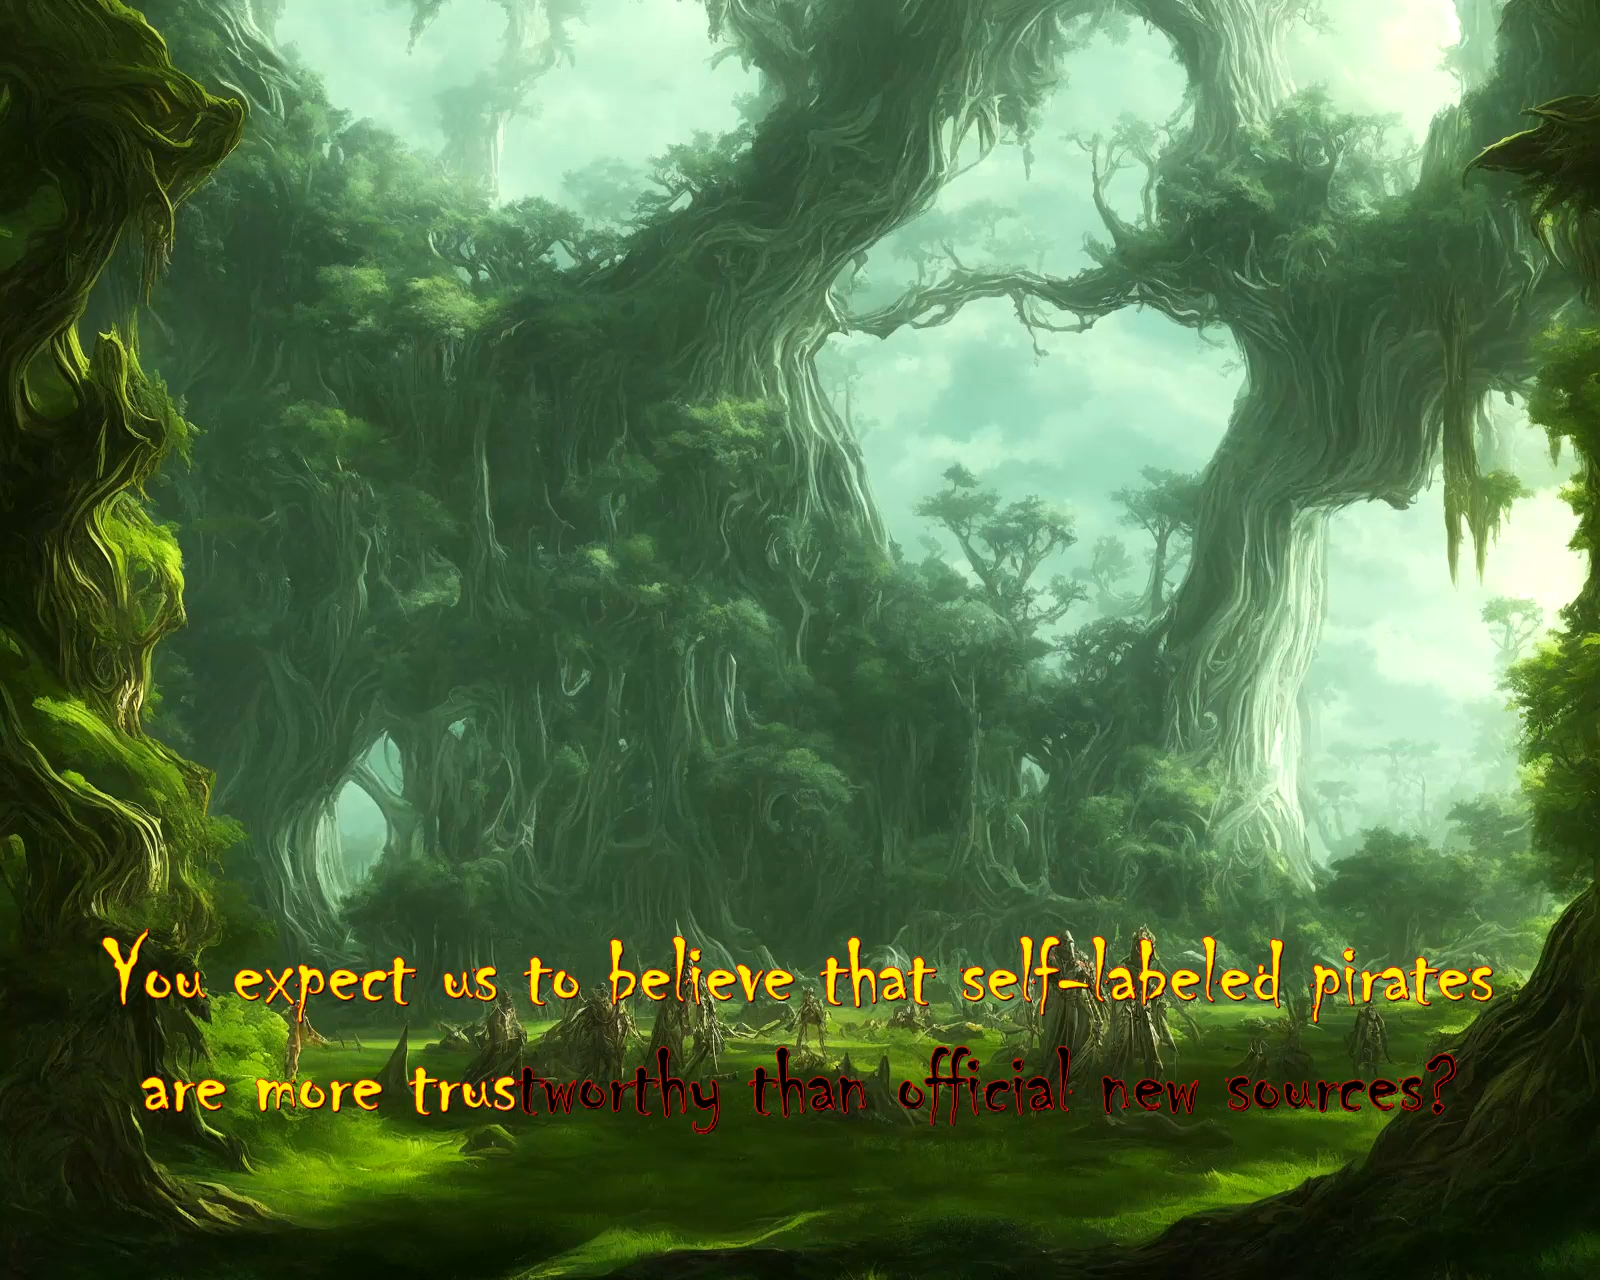 You expect us to believe that self-labeled pirates
are more trustworthy than official new sources?